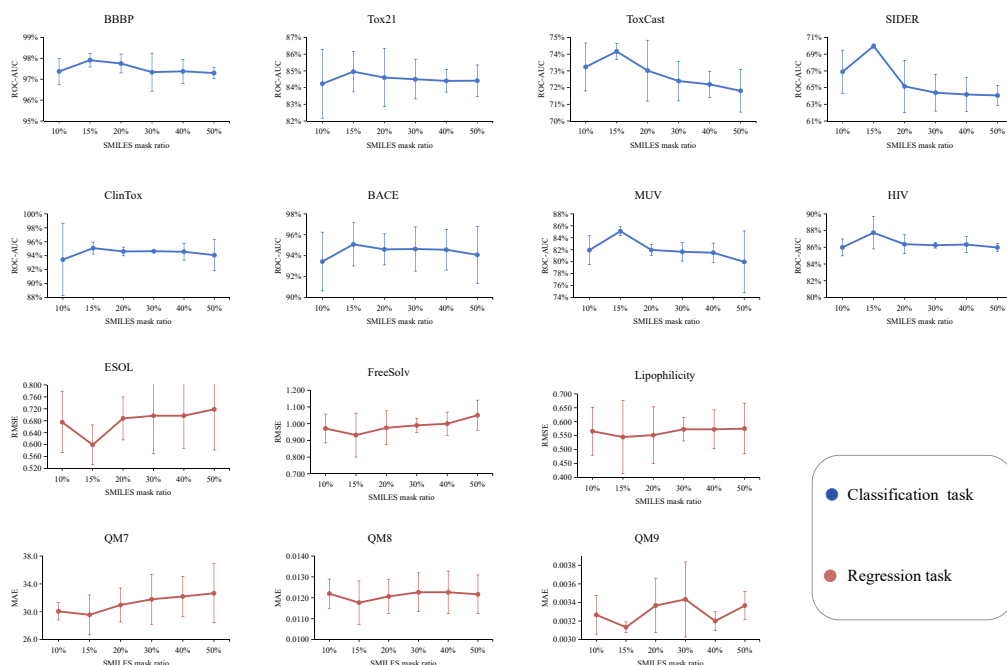 BBBP
99%
98%
97%
96%
95%
ROC-AUC
10% 15% 20% 30% 40% 50%
SMILES mask ratio
Tox21
87%
86%
85%
84%
83%
82%
ROC-AUC
10% 15% 20% 30% 40% 50%
SMILES mask ratio
ToxCast
75%
74%
73%
72%
71%
70%
ROC-AUC
10% 15% 20% 30% 40% 50%
SMILES mask ratio
SIDER
71%
69%
67%
65%
63%
61%
ROC-AUC
10% 15% 20% 30% 40% 50%
SMILES mask ratio
ClinTox
100%
98%
96%
94%
92%
90%
88%
ROC-AUC
10% 15% 20% 30% 40% 50%
SMILES mask ratio
BACE
98%
96%
94%
92%
90%
ROC-AUC
10% 15% 20% 30% 40% 50%
SMILES mask ratio
MUV
88%
86%
84%
82%
80%
78%
76%
74%
ROC-AUC
10% 15% 20% 30% 40% 50%
SMILES mask ratio
HIV
90%
88%
86%
84%
82%
80%
ROC-AUC
10% 15% 20% 30% 40% 50%
SMILES mask ratio
ESOL
0.800
0.760
0.720
0.680
0.640
0.600
0.560
0.520
RMSE
10% 15% 20% 30% 40% 50%
SMILES mask ratio
FreeSolv
1.100
1.000
0.900
0.800
0.700
RMSE
10% 15% 20% 30% 40% 50%
SMILES mask ratio
Lipophilicity
0.700
0.650
0.600
0.550
0.500
0.450
0.400
RMSE
10% 15% 20% 30% 40% 50%
SMILES mask ratio
QM7
38.0
34.0
30.0
26.0
MAE
10% 15% 20% 30% 40% 50%
SMILES mask ratio
QM8
0.0140
0.0130
0.0120
0.0110
0.0100
MAE
10% 15% 20% 30% 40% 50%
SMILES mask ratio
QM9
0.0038
0.0036
0.0034
0.0032
0.0030
MAE
10% 15% 20% 30% 40% 50%
SMILES mask ratio
Classification task
Regression task